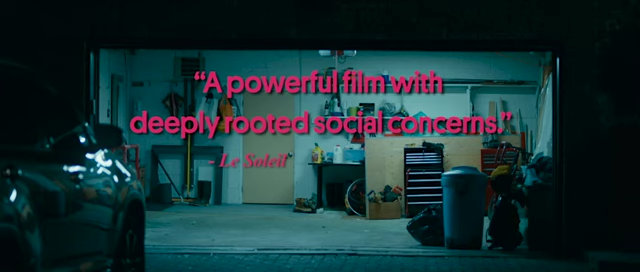 “A powerful film with
deeply rooted social concerns.”
- Le Soleil